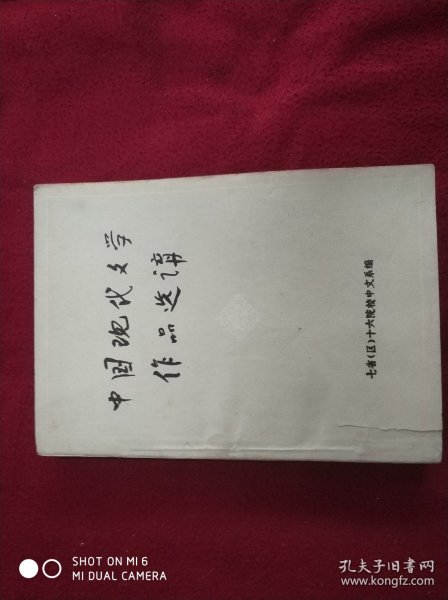 中国现代文学
作品选讲
七省(区)十六院校中文系编
SHOT ON MI 6
MI DUAL CAMERA
孔夫子旧书网
www.kongfz.com